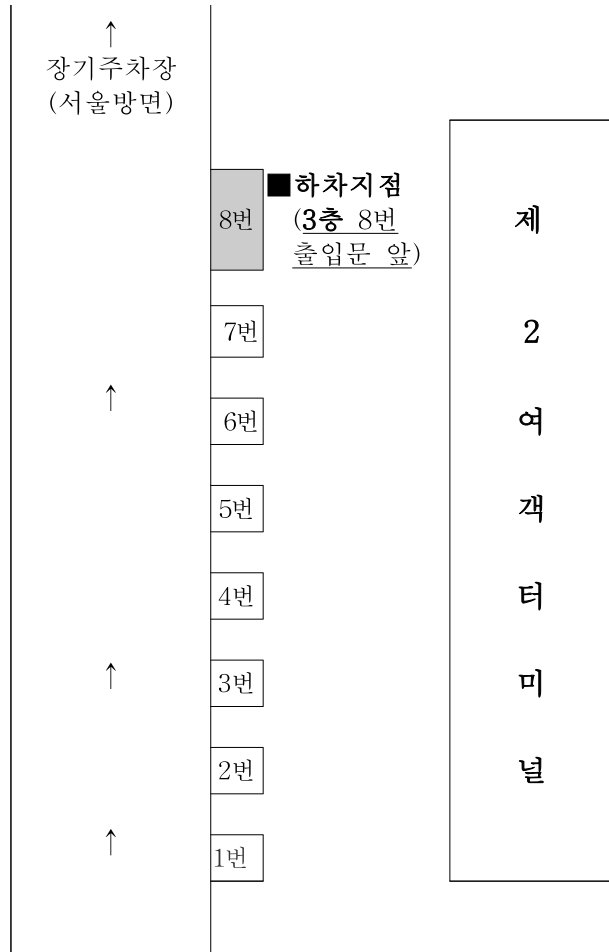 ↑
장기주차장
(서울방면)
■하차지점
(3층 8번
출입문 앞)
8번
7번
↑
6번
5번
4번
↑
3번
2번
↑
1번
제
2
여
객
터
미
널